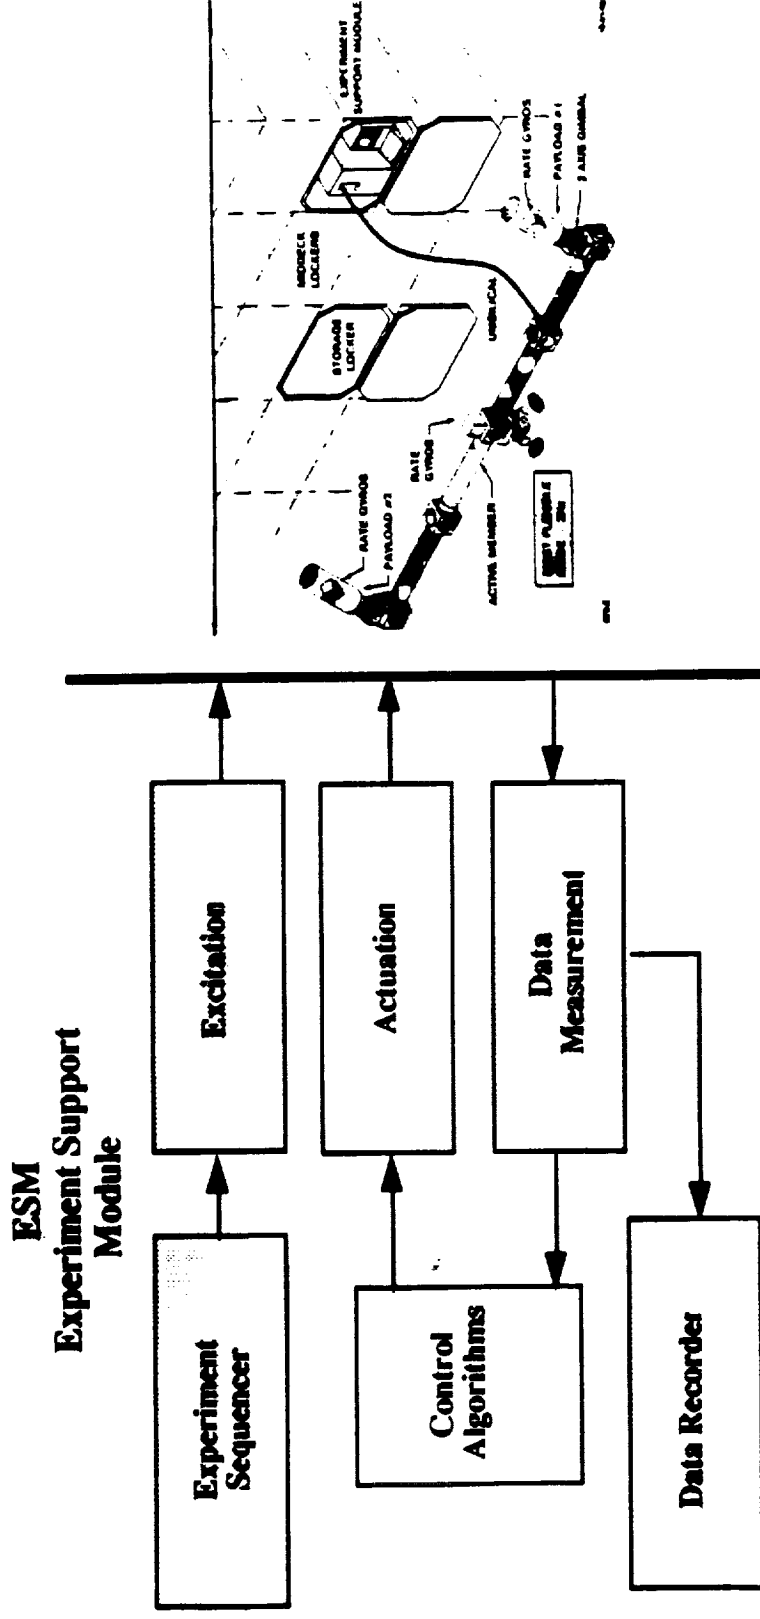 ESM
Experiment Support
Module
Experiment
Sequencer
Excitation
Control
Algorithms
Actuation
Data
Measurement
Data Recorder
EXPERIMENT
SUPPORT MODULE
MIDDECK
LOCKERS
STORAGE
LOCKER
UMBILICAL
RATE GYROS
PAYLOAD #1
2 AXIS GIMBAL
RATE
GYROS
RATE GYROS
PAYLOAD #2
ACTIVE MEMBER